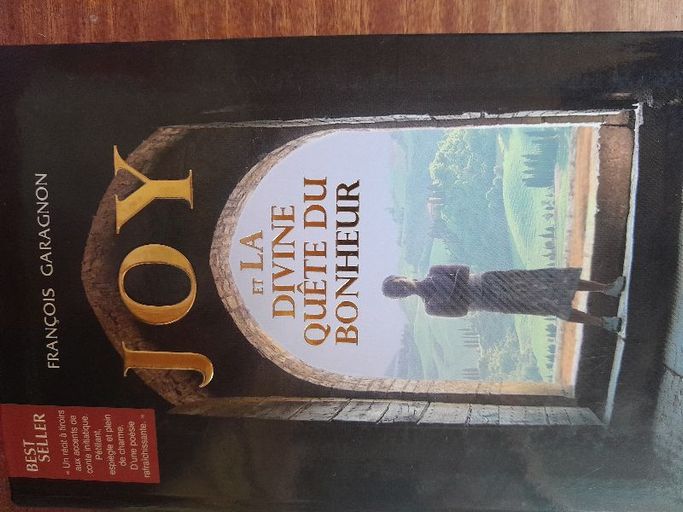 FRANÇOIS GARAGNON
JOY
ET LA
DIVINE
QUÊTE DU
BONHEUR
BEST
SELLER
« Un récit à tiroirs
aux accents de
conte initiatique.
Pétillant,
espiègle et plein
de charme.
D'une poésie
rafraîchissante. »